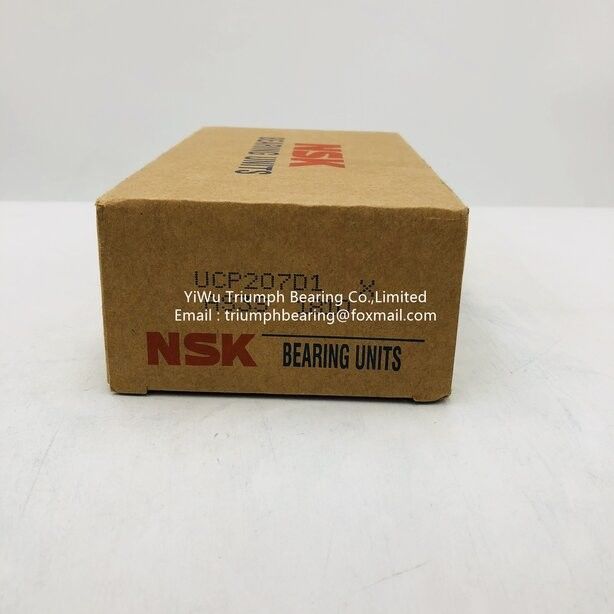 NSK
BEARING UNITS
UCP207D1 X
YiWu Triumph Bearing Co.,Limited
Email : triumphbearing@foxmail.com
NSK
BEARING UNITS